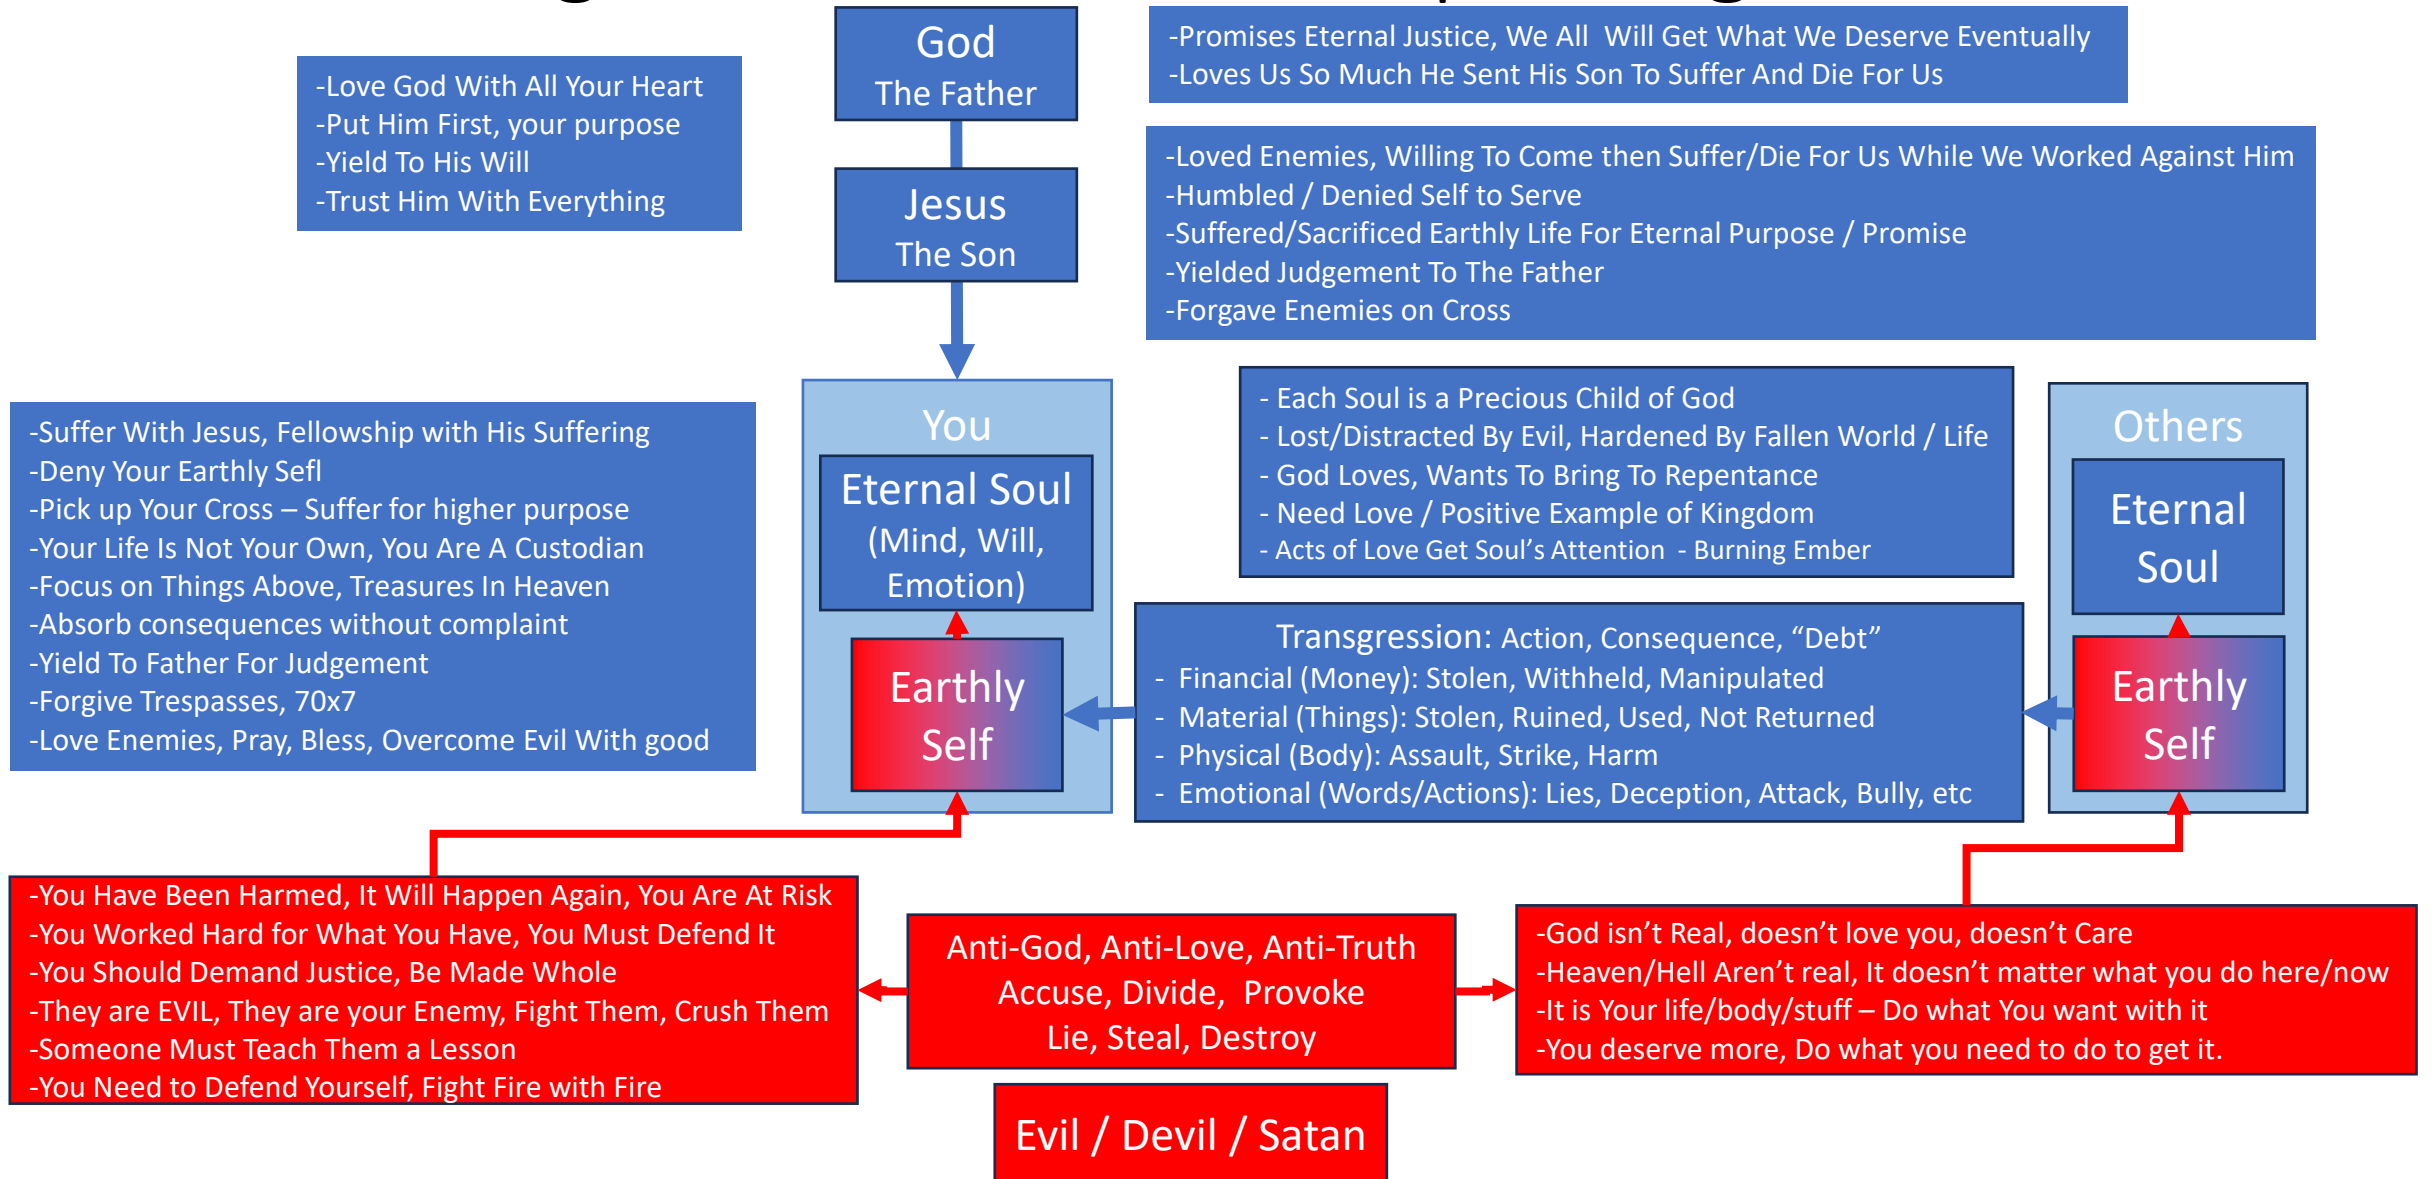 God
The Father
-Promises Eternal Justice, We All Will Get What We Deserve Eventually
-Loves Us So Much He Sent His Son To Suffer And Die For Us
-Love God With All Your Heart
-Put Him First, your purpose
-Yield To His Will
-Trust Him With Everything
Jesus
The Son
-Loved Enemies, Willing To Come then Suffer/Die For Us While We Worked Against Him
-Humbled / Denied Self to Serve
-Suffered/Sacrificed Earthly Life For Eternal Purpose / Promise
-Yielded Judgement To The Father
-Forgave Enemies on Cross
-Suffer With Jesus, Fellowship with His Suffering
-Deny Your Earthly Sefl
-Pick up Your Cross – Suffer for higher purpose
-Your Life Is Not Your Own, You Are A Custodian
-Focus on Things Above, Treasures In Heaven
-Absorb consequences without complaint
-Yield To Father For Judgement
-Forgive Trespasses, 70x7
-Love Enemies, Pray, Bless, Overcome Evil With good
You
Eternal Soul
(Mind, Will,
Emotion)
Earthly
Self
- Each Soul is a Precious Child of God
- Lost/Distracted By Evil, Hardened By Fallen World / Life
- God Loves, Wants To Bring To Repentance
- Need Love / Positive Example of Kingdom
- Acts of Love Get Soul's Attention - Burning Ember
Transgression: Action, Consequence, “Debt”
- Financial (Money): Stolen, Withheld, Manipulated
- Material (Things): Stolen, Ruined, Used, Not Returned
- Physical (Body): Assault, Strike, Harm
- Emotional (Words/Actions): Lies, Deception, Attack, Bully, etc
Others
Eternal
Soul
Earthly
Self
-You Have Been Harmed, It Will Happen Again, You Are At Risk
-You Worked Hard for What You Have, You Must Defend It
-You Should Demand Justice, Be Made Whole
-They are EVIL, They are your Enemy, Fight Them, Crush Them
-Someone Must Teach Them a Lesson
-You Need to Defend Yourself, Fight Fire with Fire
Anti-God, Anti-Love, Anti-Truth
Accuse, Divide, Provoke
Lie, Steal, Destroy
-God isn't Real, doesn't love you, doesn't Care
-Heaven/Hell Aren't real, It doesn't matter what you do here/now
-It is Your life/body/stuff – Do what You want with it
-You deserve more, Do what you need to do to get it.
Evil / Devil / Satan